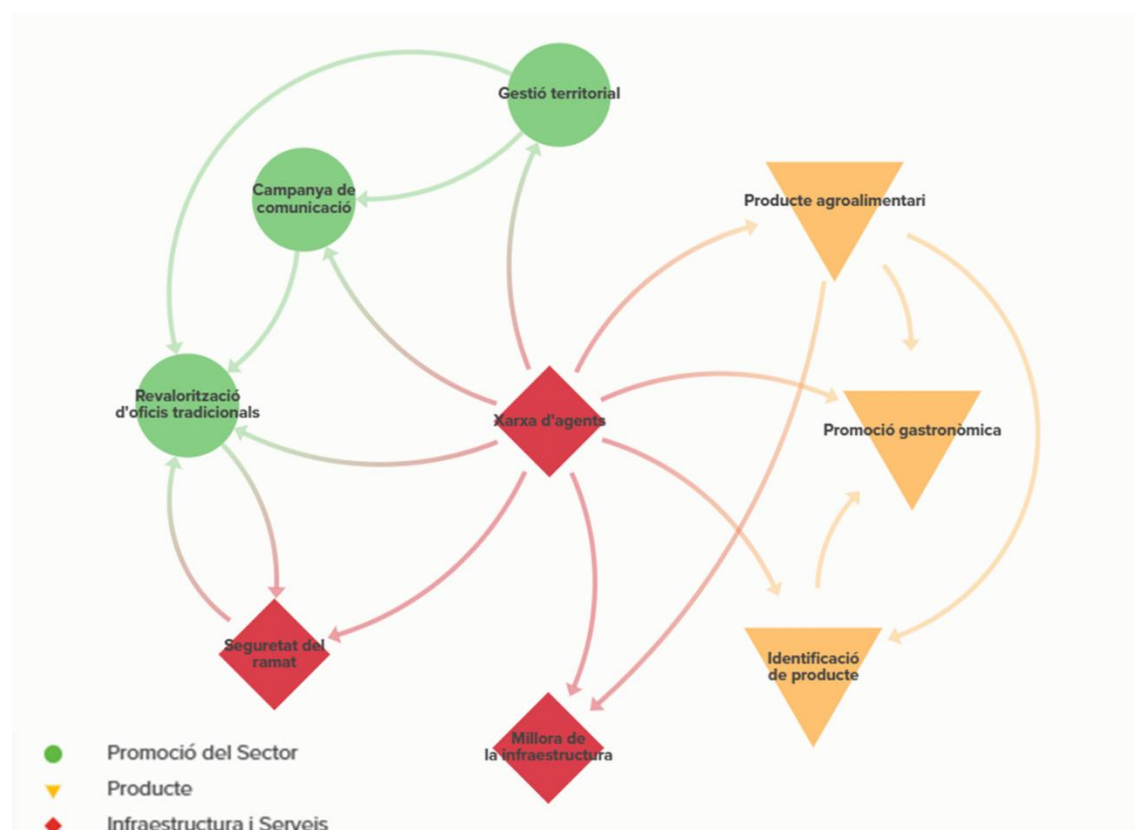 Gestió territorial
Campanya de
comunicació
Producte agroalimentari
Revalorització
d'oficis tradicionals
Xarxa d'agents
Promoció gastronòmica
Seguretat del
ramat
Identificació
de producte
Millora de
la infraestructura
Promoció del Sector
Producte
Infraestructura i Serveis